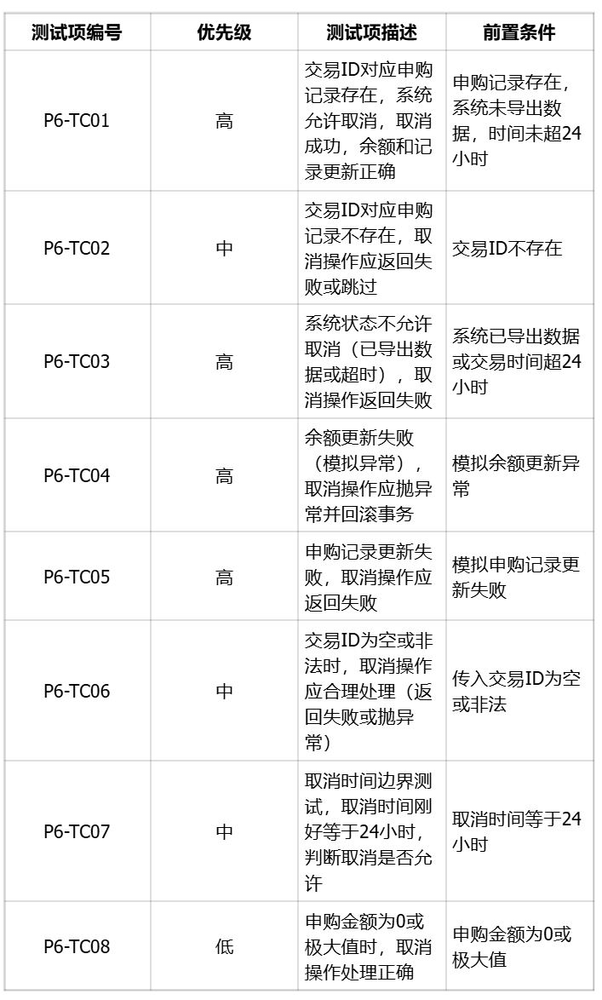 测试项编号 优先级 测试项描述 前置条件
P6-TC01 高
交易ID对应申购
记录存在，系统
允许取消，取消
成功，余额和记
录更新正确
申购记录存在，
系统未导出数
据，时间未超24
小时
P6-TC02 中
交易ID对应申购
记录不存在，取
消操作应返回失
败或跳过
交易ID不存在
P6-TC03 高
系统状态不允许
取消（已导出数
据或超时），取
消操作返回失败
系统已导出数据
或交易时间超24
小时
P6-TC04 高
余额更新失败
（模拟异常），
取消操作应抛异
常并回滚事务
模拟余额更新异
常
P6-TC05 高
申购记录更新失
败，取消操作应
返回失败
模拟申购记录更
新失败
P6-TC06 中
交易ID为空或非
法时，取消操作
应合理处理（返
回失败或抛异
常）
传入交易ID为空
或非法
P6-TC07 中
取消时间边界测
试，取消时间刚
好等于24小时，
判断取消是否允
许
取消时间等于24
小时
P6-TC08 低
申购金额为0或
极大值时，取消
操作处理正确
申购金额为0或
极大值